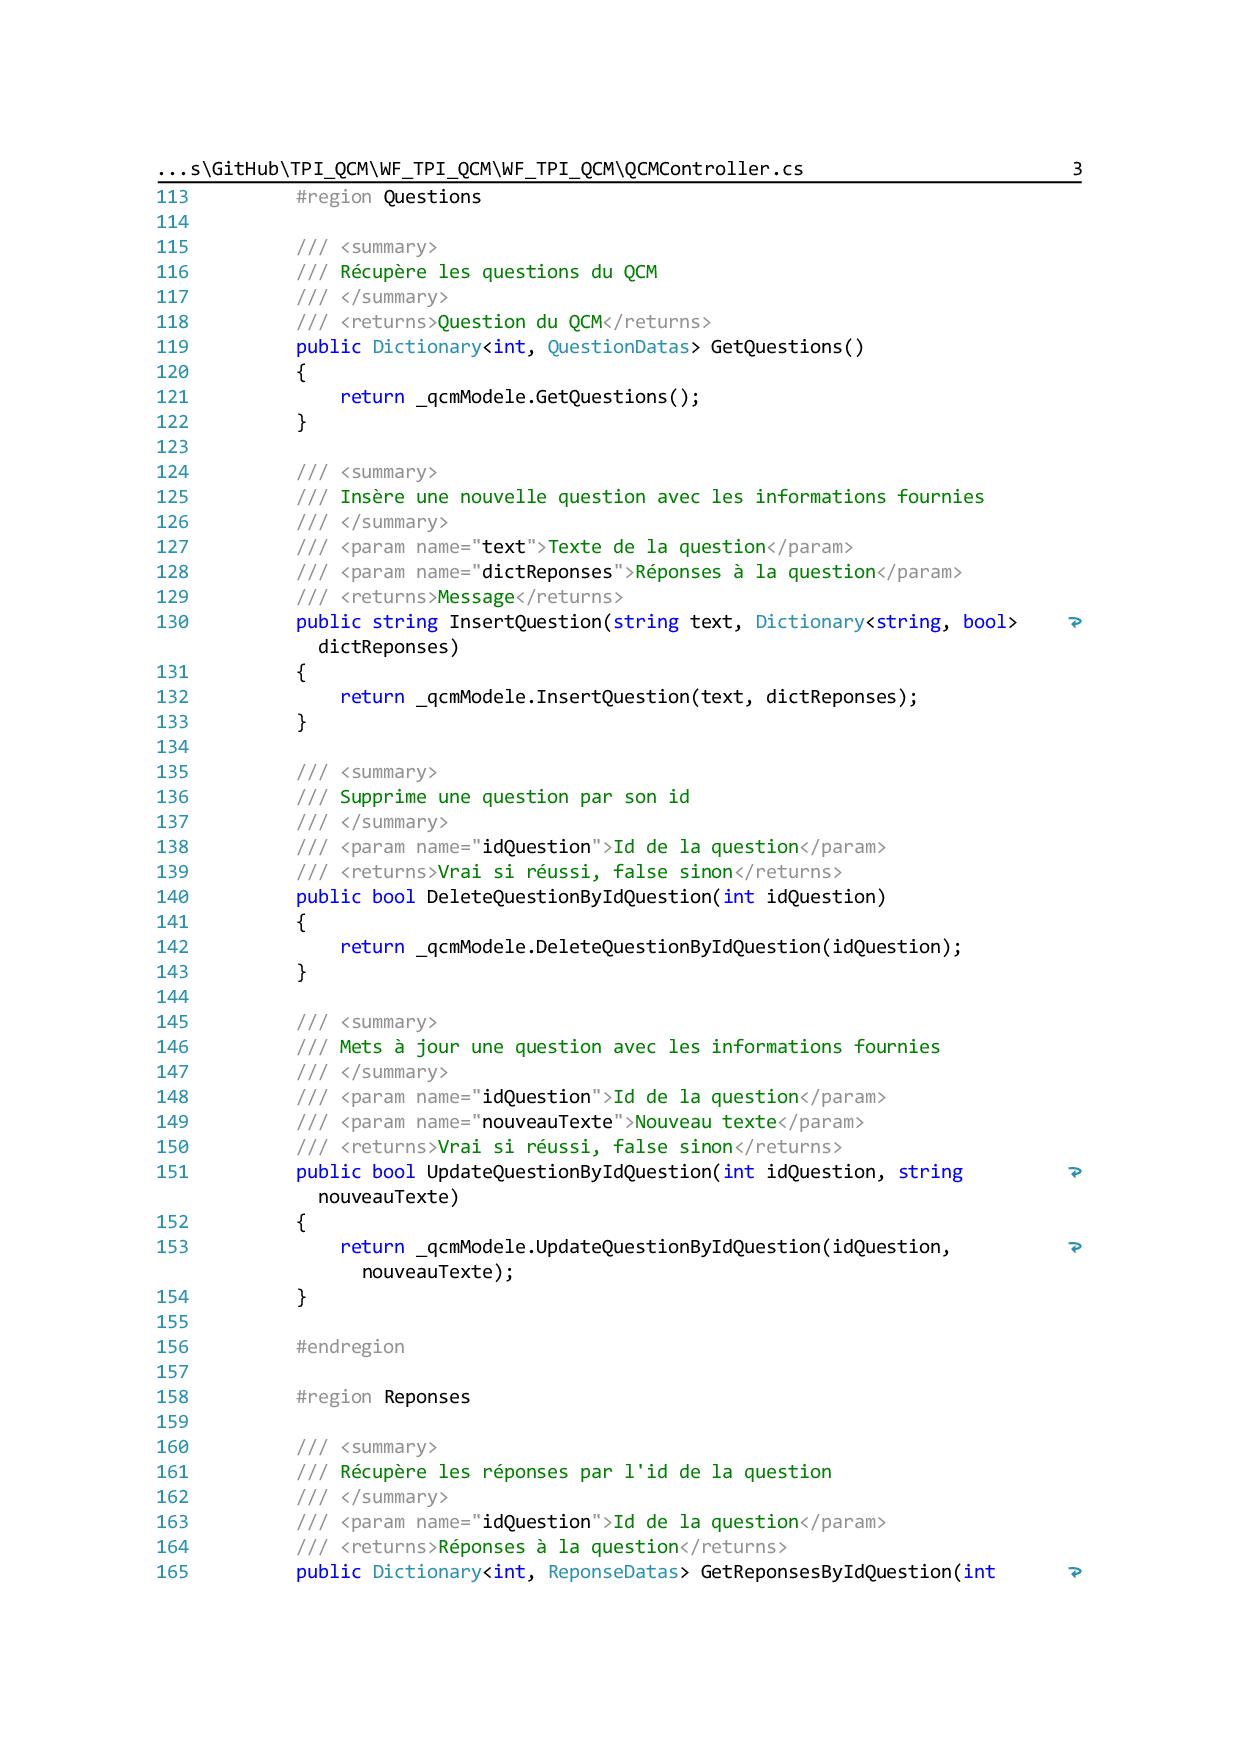 ...s\GitHub\TPI_QCM\WF_TPI_QCM\WF_TPI_QCM\QCMController.cs 3
113 #region Questions
114
115 /// <summary>
116 /// Récupère les questions du QCM
117 /// </summary>
118 /// <returns>Question du QCM</returns>
119 public Dictionary<int, QuestionDatas> GetQuestions()
120 {
121 return _qcmModele.GetQuestions();
122 }
123
124 /// <summary>
125 /// Insère une nouvelle question avec les informations fournies
126 /// </summary>
127 /// <param name="text">Texte de la question</param>
128 /// <param name="dictReponses">Réponses à la question</param>
129 /// <returns>Message</returns>
130 public string InsertQuestion(string text, Dictionary<string, bool>
dictReponses)
131 {
132 return _qcmModele.InsertQuestion(text, dictReponses);
133 }
134
135 /// <summary>
136 /// Supprime une question par son id
137 /// </summary>
138 /// <param name="idQuestion">Id de la question</param>
139 /// <returns>Vrai si réussi, false sinon</returns>
140 public bool DeleteQuestionByIdQuestion(int idQuestion)
141 {
142 return _qcmModele.DeleteQuestionByIdQuestion(idQuestion);
143 }
144
145 /// <summary>
146 /// Mets à jour une question avec les informations fournies
147 /// </summary>
148 /// <param name="idQuestion">Id de la question</param>
149 /// <param name="nouveauTexte">Nouveau texte</param>
150 /// <returns>Vrai si réussi, false sinon</returns>
151 public bool UpdateQuestionByIdQuestion(int idQuestion, string
nouveauTexte)
152 {
153 return _qcmModele.UpdateQuestionByIdQuestion(idQuestion,
nouveauTexte);
154 }
155
156 #endregion
157
158 #region Reponses
159
160 /// <summary>
161 /// Récupère les réponses par l'id de la question
162 /// </summary>
163 /// <param name="idQuestion">Id de la question</param>
164 /// <returns>Réponses à la question</returns>
165 public Dictionary<int, ReponseDatas> GetReponsesByIdQuestion(int